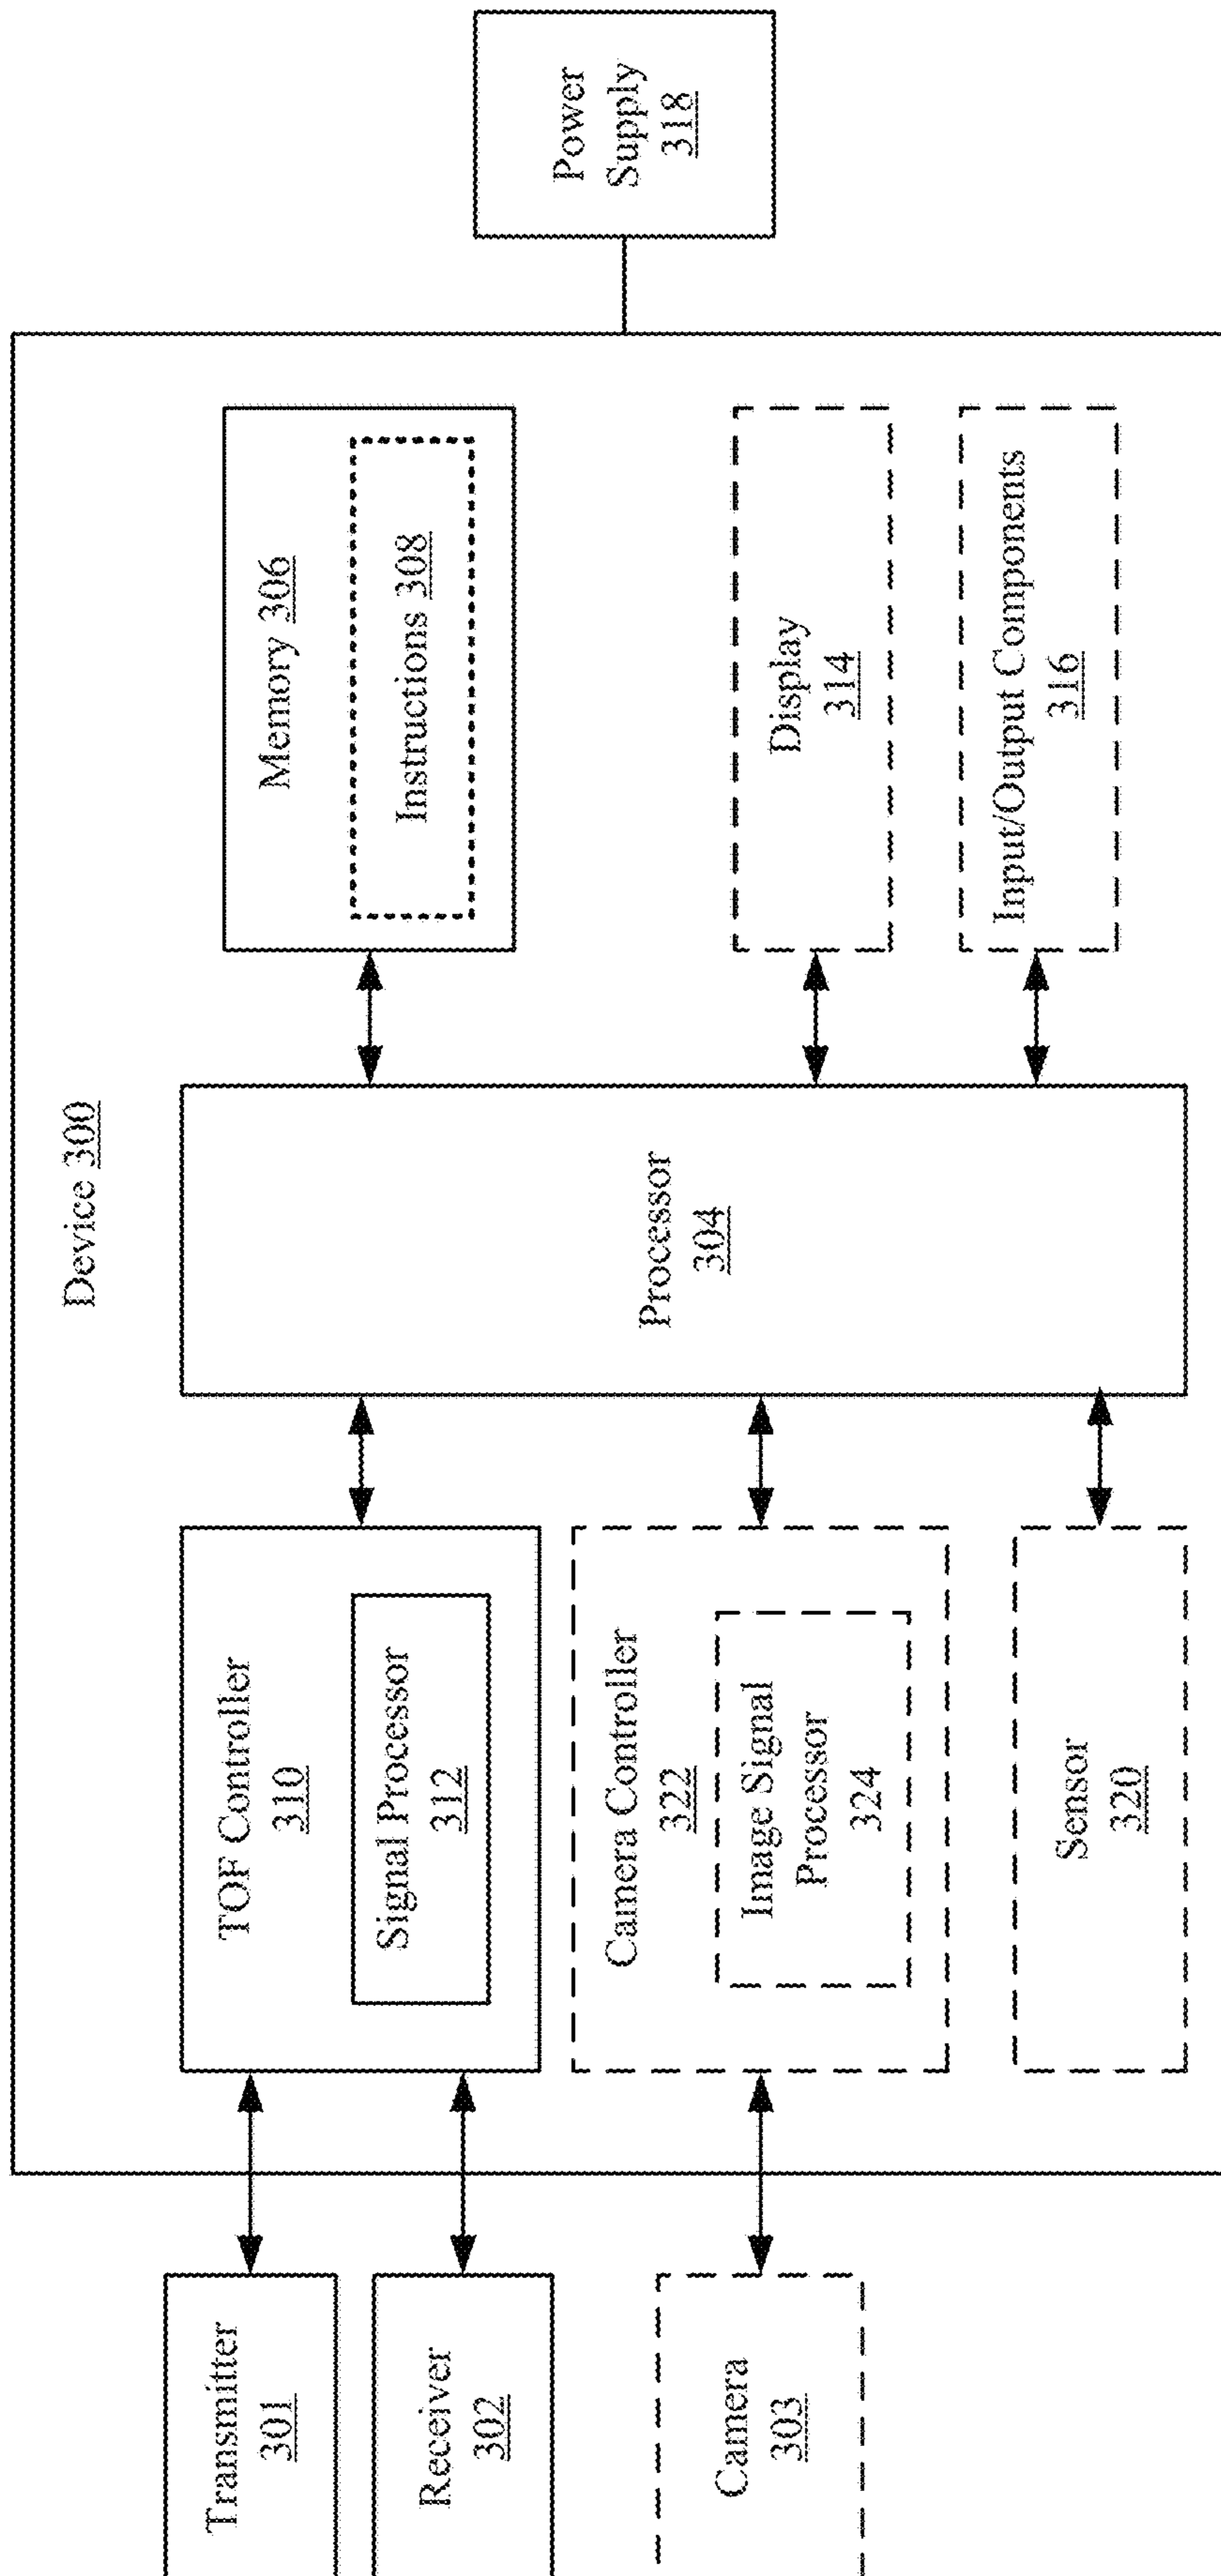 Device 300
Transmitter
301
Receiver
302
Camera
303
TOF Controller
310
Signal Processor
312
Camera Controller
322
Image Signal
Processor
324
Sensor
320
Processor
304
Memory 306
Instructions 308
Display
314
Input/Output Components
316
Power
Supply
318